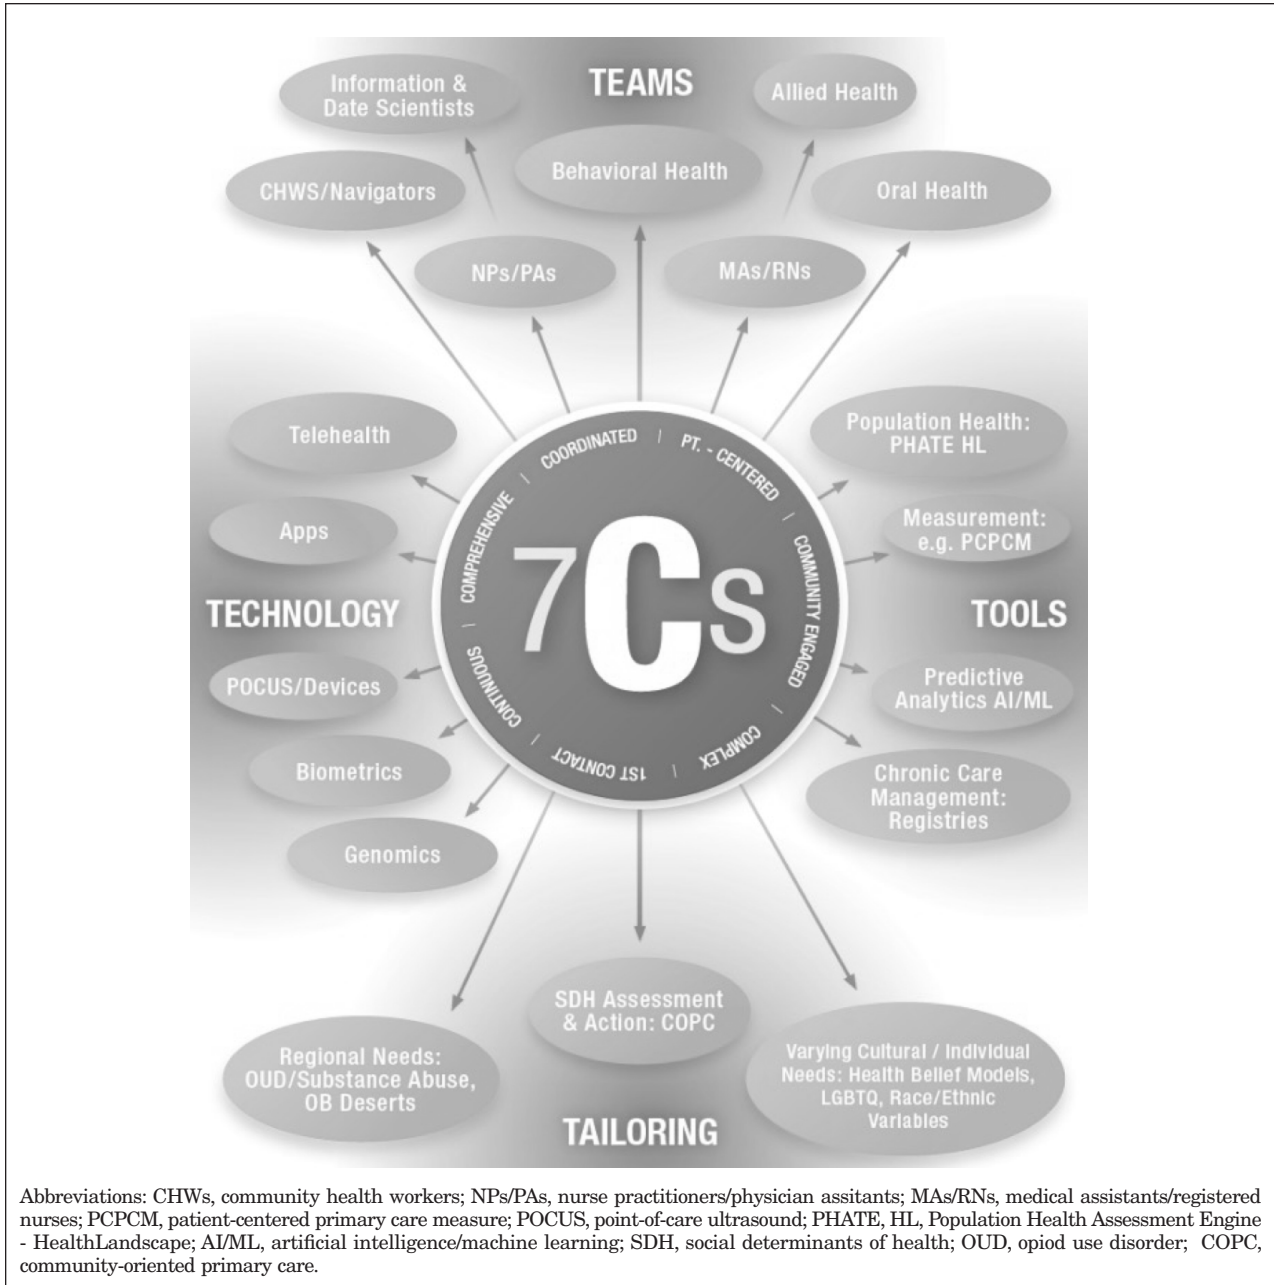 TEAMS
Information &
Date Scientists
Allied Health
Behavioral Health
CHWS/Navigators
Oral Health
NPs/PAs
MAs/RNs
Telehealth
Population Health:
PHATE HL
Apps
Measurement:
e.g. PCPCM
TECHNOLOGY
TOOLS
POCUS/Devices
Predictive
Analytics AI/ML
Biometrics
Chronic Care
Management:
Registries
Genomics
7Cs
COORDINATED | PT. - CENTERED | COMMUNITY ENGAGED | COMPLEX | 1ST CONTACT | CONTINUOUS | COMPREHENSIVE |
SDH Assessment
& Action: COPC
Regional Needs:
OUD/Substance Abuse,
OB Deserts
Varying Cultural / Individual
Needs: Health Belief Models,
LGBTQ, Race/Ethnic
Variables
TAILORING
Abbreviations: CHWs, community health workers; NPs/PAs, nurse practitioners/physician assitants; MAs/RNs, medical assistants/registered
nurses; PCPCM, patient-centered primary care measure; POCUS, point-of-care ultrasound; PHATE, HL, Population Health Assessment Engine
- HealthLandscape; AI/ML, artificial intelligence/machine learning; SDH, social determinants of health; OUD, opiod use disorder; COPC,
community-oriented primary care.